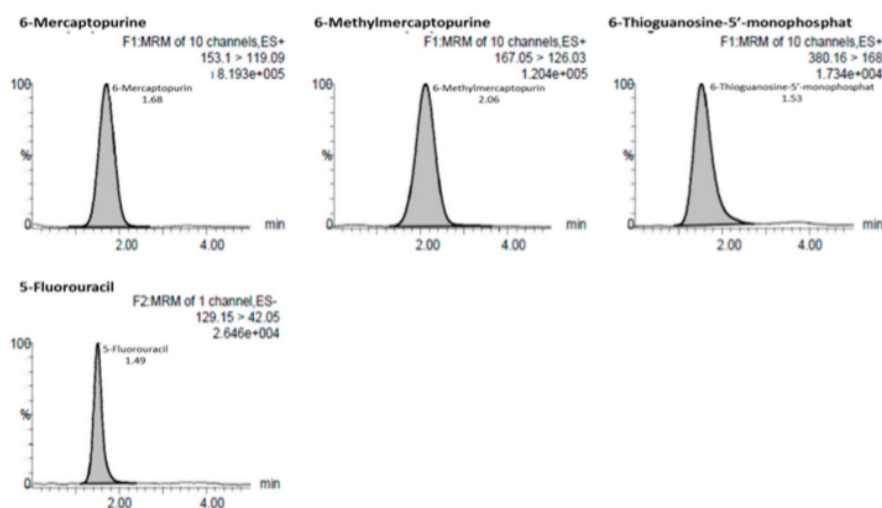 6-Mercaptopurine
F1:MRM of 10 channels,ES+
153.1 > 119.09
8.193e+005
100
6-Mercaptopurin
1.68
%
0
min
2.00 4.00
6-Methylmercaptopurine
F1:MRM of 10 channels,ES+
167.05 > 126.03
1.204e+005
100
6-Methylmercaptopurin
2.06
%
0
min
2.00 4.00
6-Thioguanosine-5’-monophosphat
F1:MRM of 10 channels,ES+
380.16 > 168
1.734e+004
100
6-Thioguanosine-5'-monophosphat
1.53
%
0
min
2.00 4.00
5-Fluorouracil
F2:MRM of 1 channel,ES-
129.15 > 42.05
2.646e+004
100
5-Fluorouracil
1.49
%
0
min
2.00 4.00